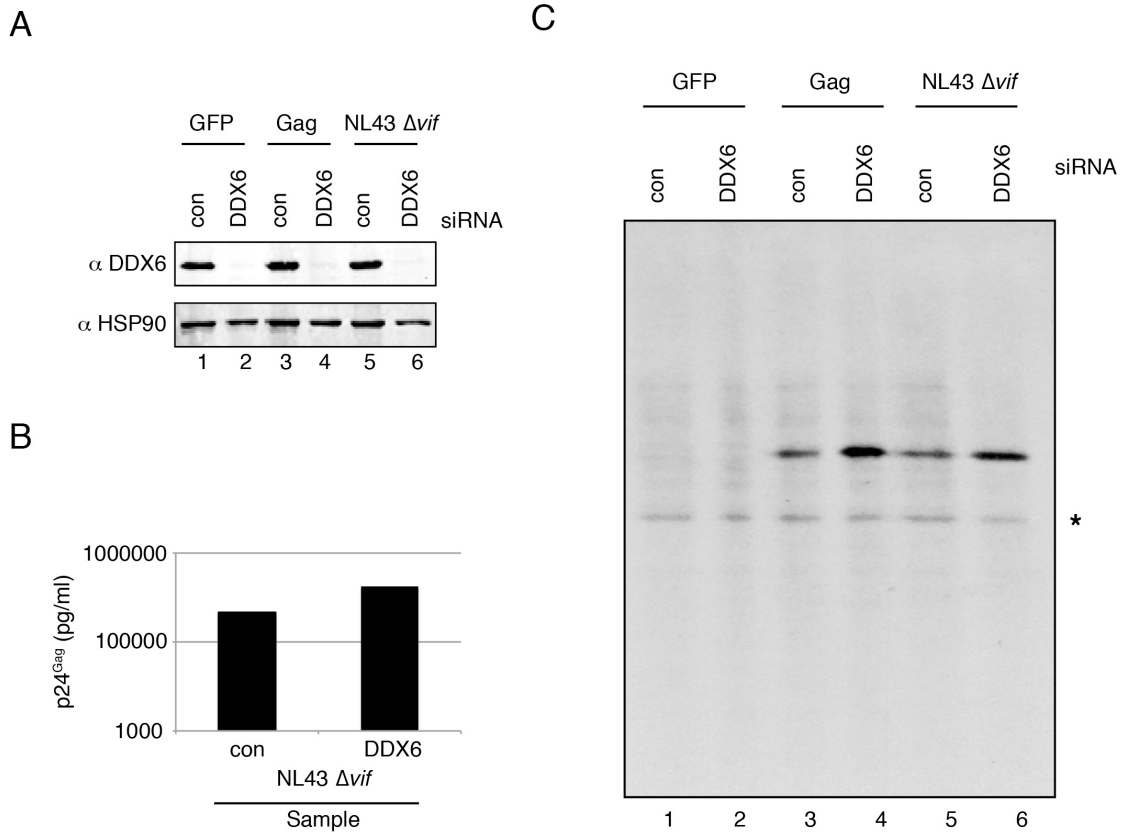 A
GFP Gag NL43 Δvif
con DDX6 con DDX6 con DDX6 siRNA
α DDX6
α HSP90
1 2 3 4 5 6
B
p24Gag (pg/ml)
1000000
100000
1000
con DDX6
NL43 Δvif
Sample
C
GFP Gag NL43 Δvif
con DDX6 con DDX6 con DDX6 siRNA
*
1 2 3 4 5 6